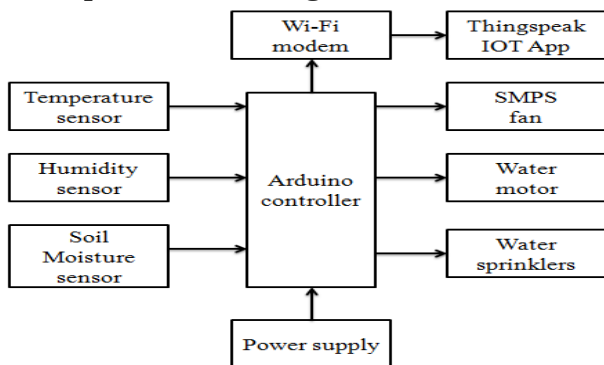 Wi-Fi
modem
Thingspeak
IOT App
Temperature
sensor
SMPS
fan
Humidity
sensor
Arduino
controller
Water
motor
Soil
Moisture
sensor
Water
sprinklers
Power supply